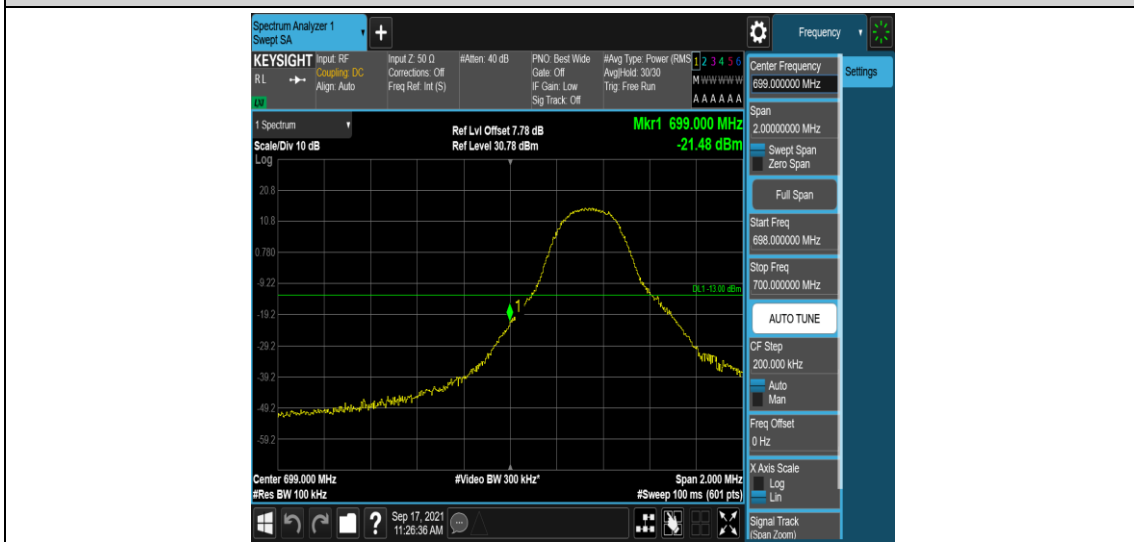 Spectrum Analyzer 1
Swept SA
+
Frequency
KEYSIGHT
RL
Input: RF
Coupling: DC
Align: Auto
Input Z: 50 Ω
Corrections: Off
Freq Ref: Int (S)
#Atten: 40 dB
PNO: Best Wide
Gate: Off
IF Gain: Low
Sig Track: Off
#Avg Type: Power (RMS
Avg|Hold: 30/30
Trig: Free Run
1 2 3 4 5 6
M W W W W W
A A A A A A
1 Spectrum
Scale/Div 10 dB
Ref Lvl Offset 7.78 dB
Ref Level 30.78 dBm
Mkr1 699.000 MHz
-21.48 dBm
Log
20.8
10.8
0.780
-9.22
-19.2
-29.2
-39.2
-49.2
-59.2
DL1 -13.00 dBm
1
Center 699.000 MHz
#Res BW 100 kHz
#Video BW 300 kHz*
Span 2.000 MHz
#Sweep 100 ms (601 pts)
Sep 17, 2021
11:26:36 AM
?
Center Frequency
699.000000 MHz
Settings
Span
2.00000000 MHz
Swept Span
Zero Span
Full Span
Start Freq
698.000000 MHz
Stop Freq
700.000000 MHz
AUTO TUNE
CF Step
200.000 kHz
Auto
Man
Freq Offset
0 Hz
X Axis Scale
Log
Lin
Signal Track
(Span Zoom)